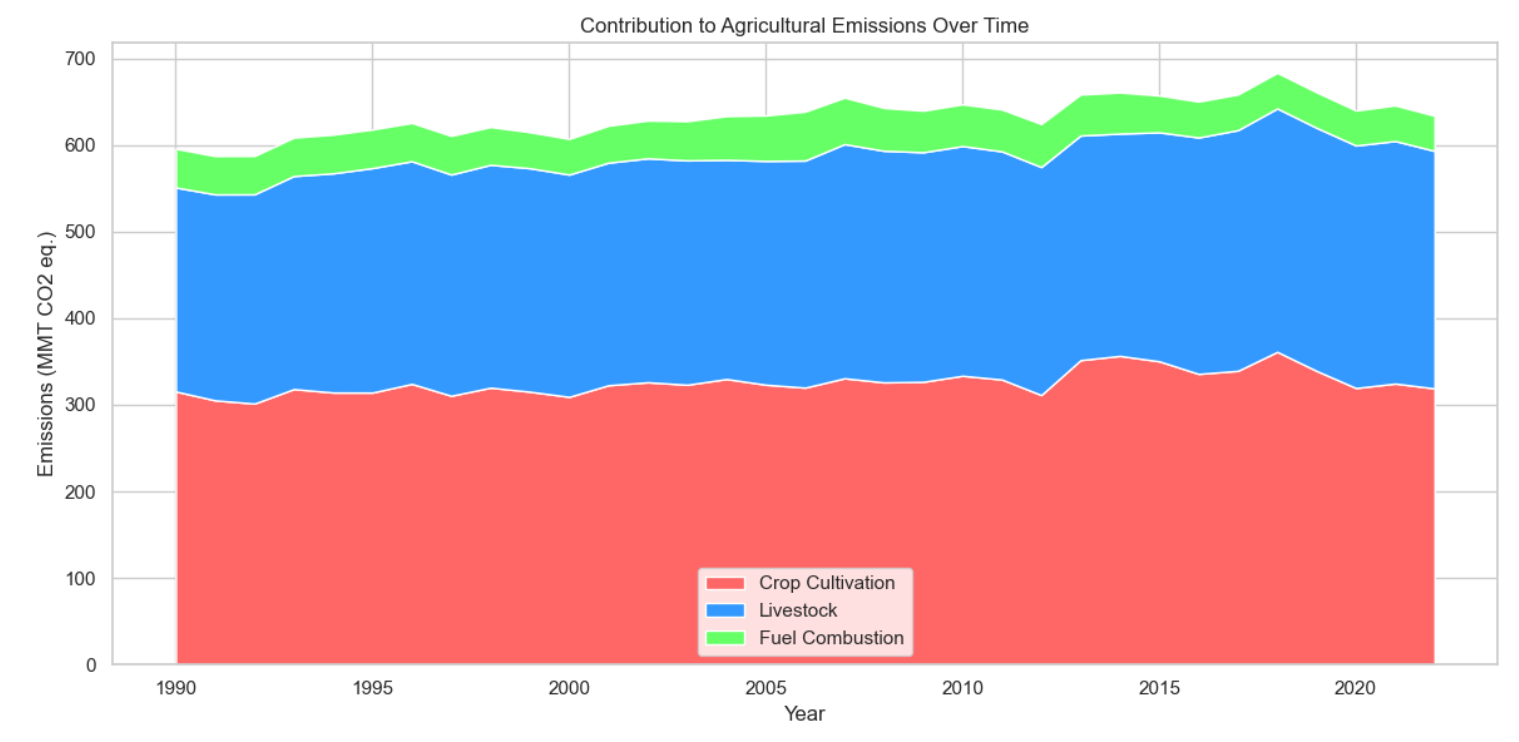 Contribution to Agricultural Emissions Over Time
700
600
500
400
300
200
100
0
Emissions (MMT CO2 eq.)
Crop Cultivation
Livestock
Fuel Combustion
1990 1995 2000 2005 2010 2015 2020
Year